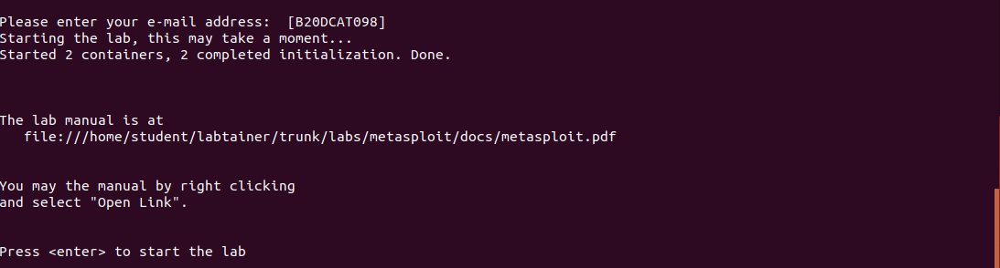 Please enter your e-mail address:  [B20DCAT098]
Starting the lab, this may take a moment...
Started 2 containers, 2 completed initialization. Done.
The lab manual is at
   file:///home/student/labtainer/trunk/labs/metasploit/docs/metasploit.pdf
You may the manual by right clicking
and select "Open Link".
Press <enter> to start the lab